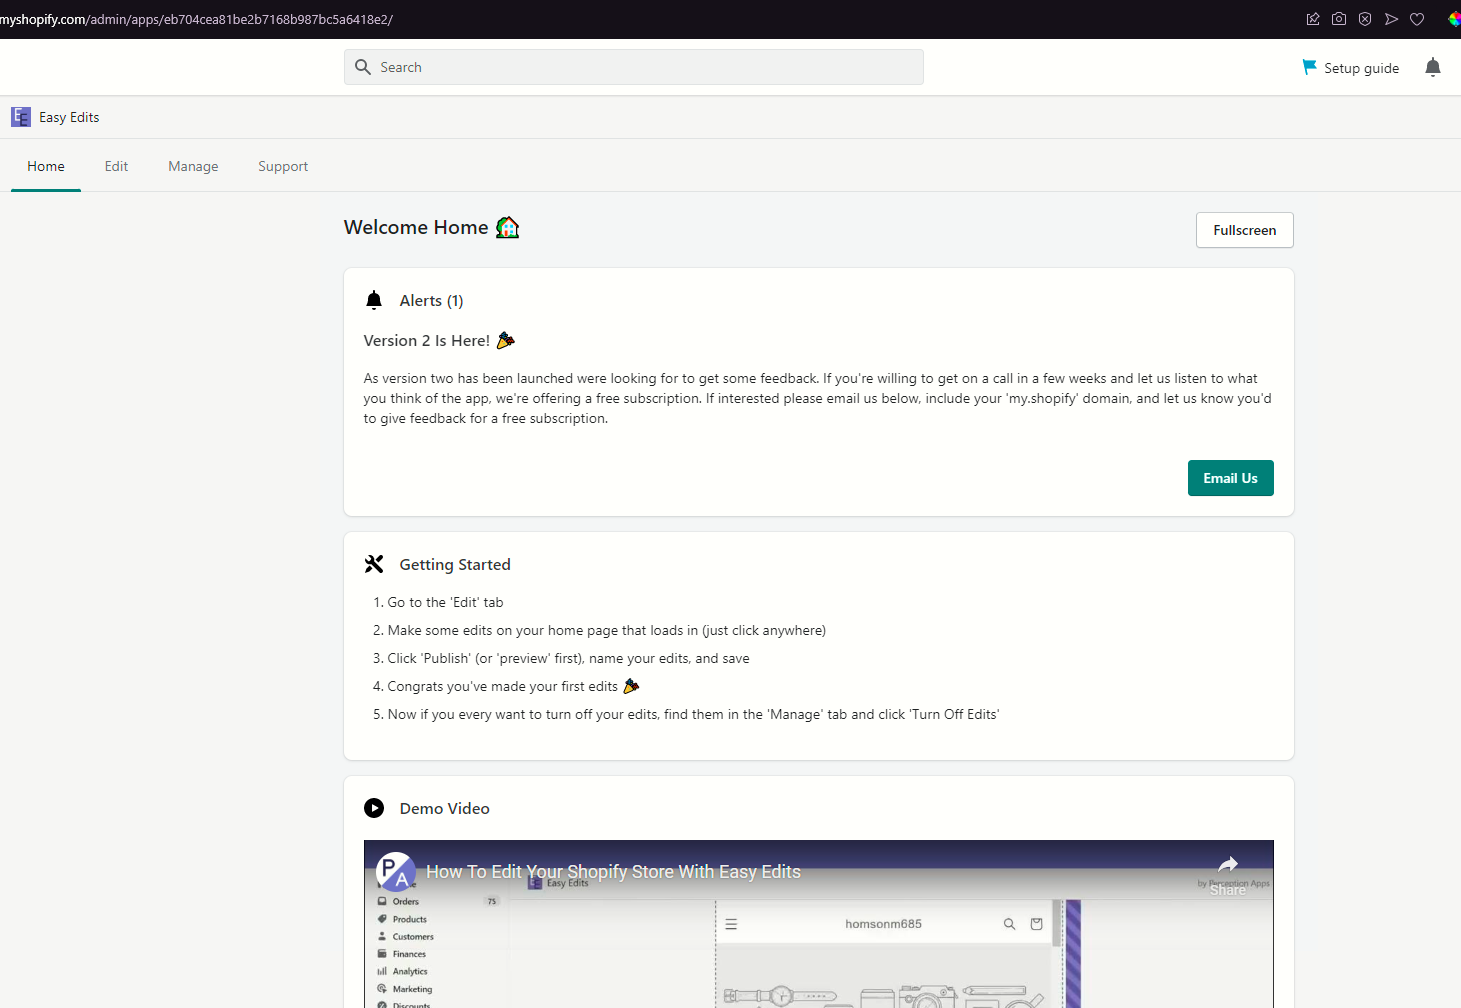 myshopify.com/admin/apps/eb704cea81be2b7168b987bc5a6418e2/
Search
Setup guide
Easy Edits
Home Edit Manage Support
Welcome Home
Fullscreen
Alerts (1)
Version 2 Is Here!
As version two has been launched were looking for to get some feedback. If you're willing to get on a call in a few weeks and let us listen to what
you think of the app, we're offering a free subscription. If interested please email us below, include your 'my.shopify' domain, and let us know you'd
to give feedback for a free subscription.
Email Us
Getting Started
1. Go to the 'Edit' tab
2. Make some edits on your home page that loads in (just click anywhere)
3. Click 'Publish' (or 'preview' first), name your edits, and save
4. Congrats you've made your first edits
5. Now if you every want to turn off your edits, find them in the 'Manage' tab and click 'Turn Off Edits'
Demo Video
PA
How To Edit Your Shopify Store With Easy Edits
Share
Easy Edits
by Perception Apps
Orders 75
Products
homsonm685
Customers
Finances
Analytics
Marketing
Discounts